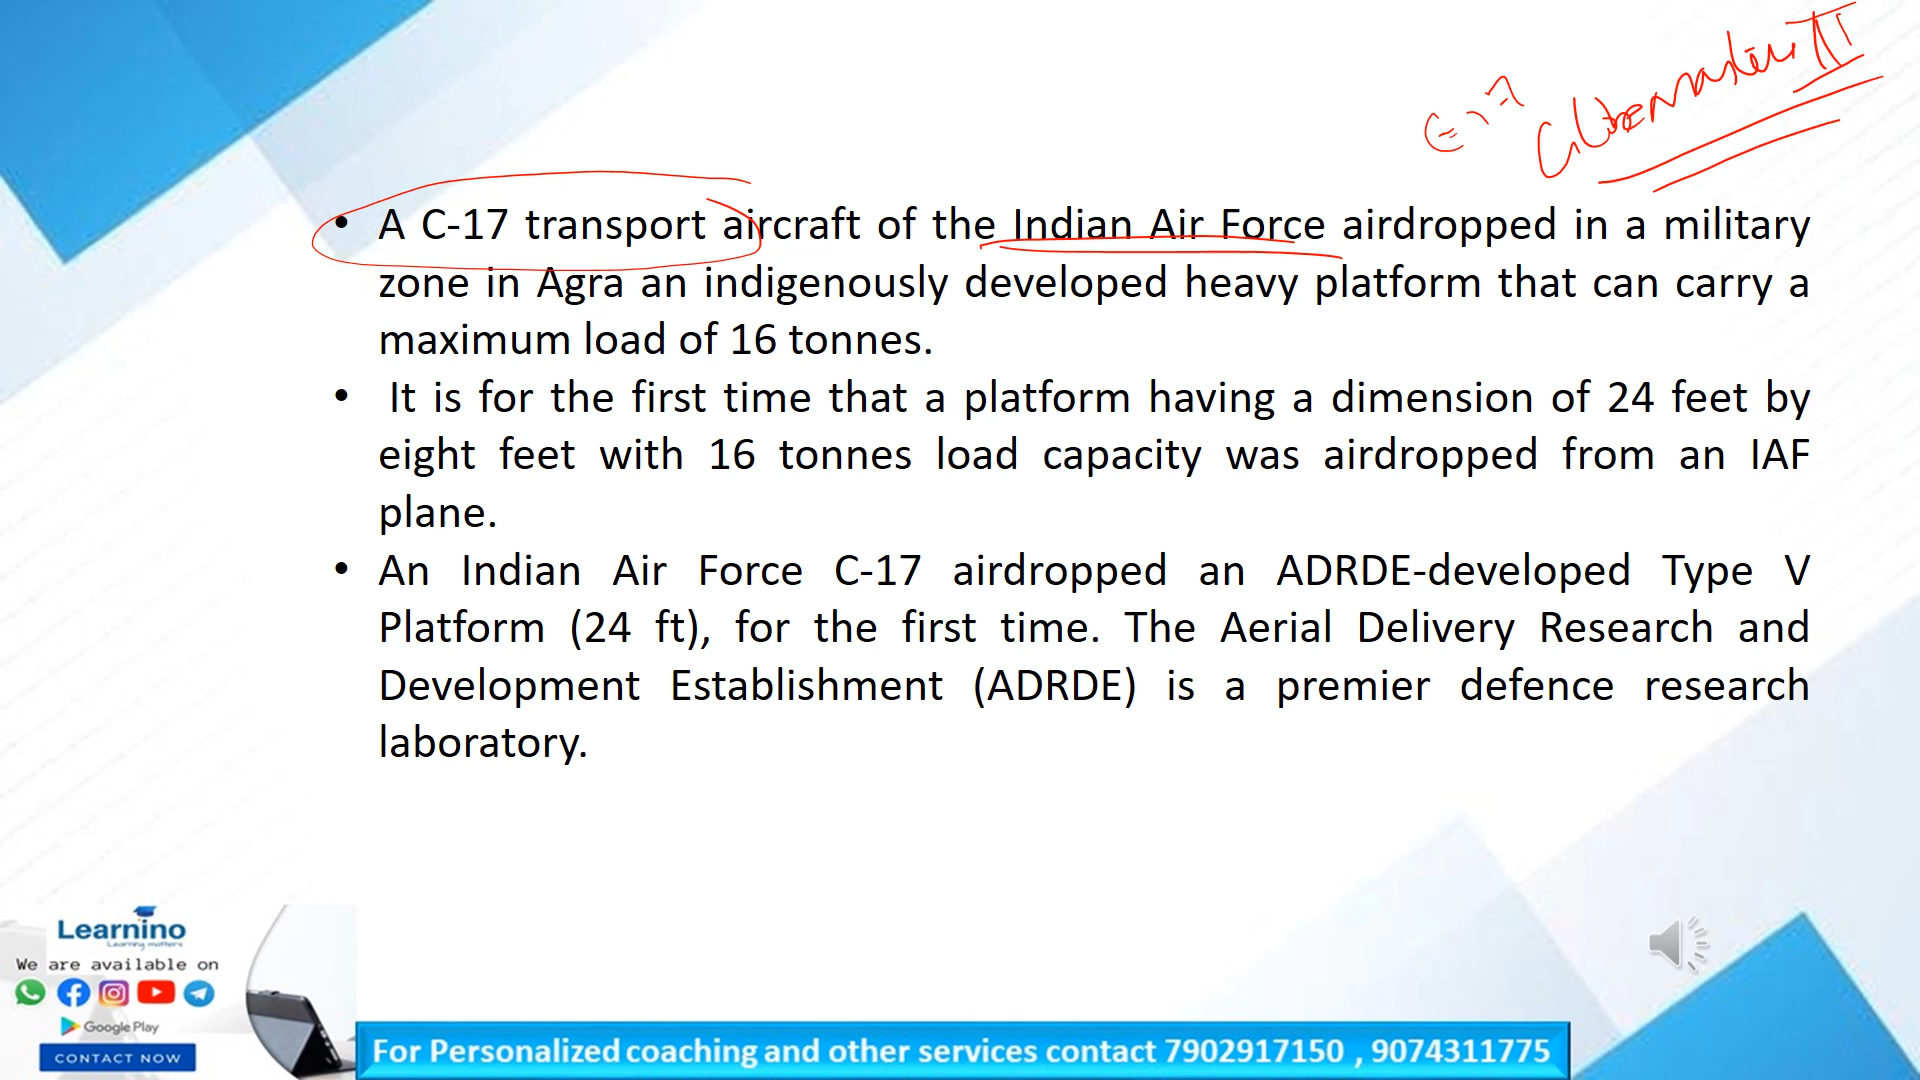 • A C-17 transport aircraft of the Indian Air Force airdropped in a military
zone in Agra an indigenously developed heavy platform that can carry a
maximum load of 16 tonnes.
• It is for the first time that a platform having a dimension of 24 feet by
eight feet with 16 tonnes load capacity was airdropped from an IAF
plane.
• An Indian Air Force C-17 airdropped an ADRDE-developed Type V
Platform (24 ft), for the first time. The Aerial Delivery Research and
Development Establishment (ADRDE) is a premier defence research
laboratory.
Learnino
Learning matters
We are available on
Google Play
CONTACT NOW
For Personalized coaching and other services contact 7902917150 , 9074311775